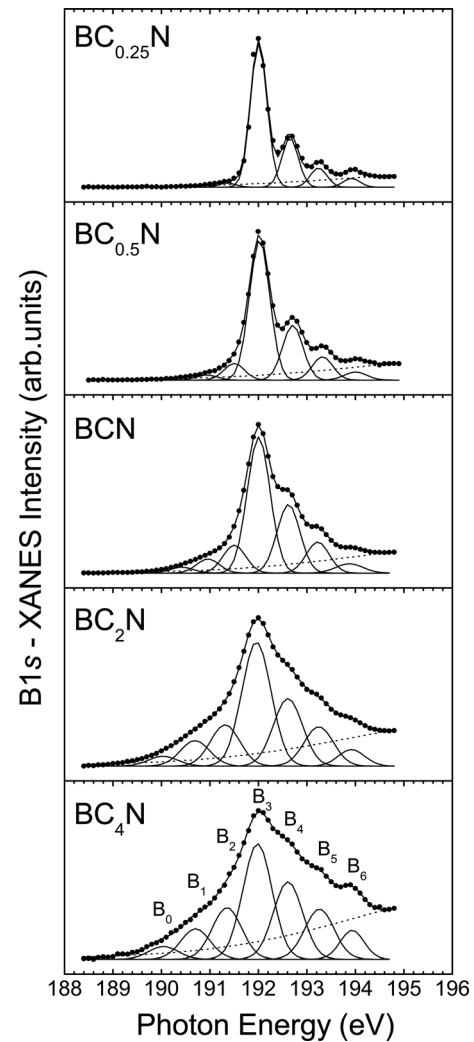 BC₀.₂₅N
BC₀.₅N
BCN
BC₂N
BC₄N
B₀
B₁
B₂
B₃
B₄
B₅
B₆
B1s - XANES Intensity (arb.units)
188 189 190 191 192 193 194 195 196
Photon Energy (eV)